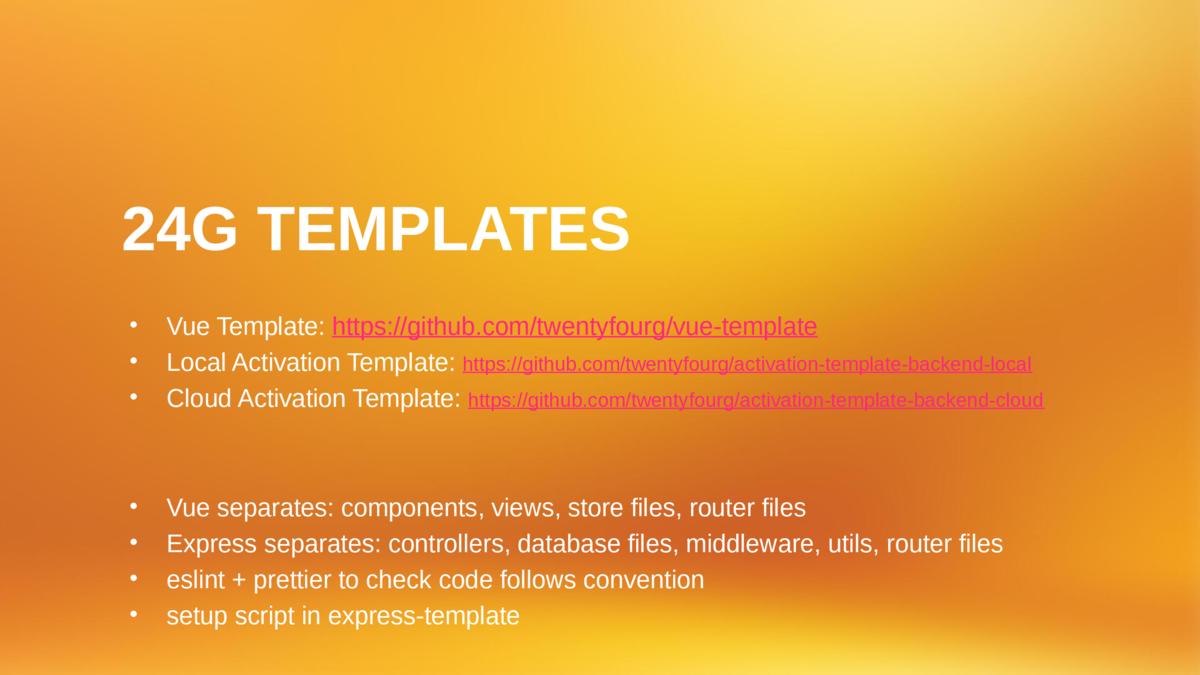 24G TEMPLATES
• Vue Template: https://github.com/twentyfourg/vue-template
• Local Activation Template: https://github.com/twentyfourg/activation-template-backend-local
• Cloud Activation Template: https://github.com/twentyfourg/activation-template-backend-cloud
• Vue separates: components, views, store files, router files
• Express separates: controllers, database files, middleware, utils, router files
• eslint + prettier to check code follows convention
• setup script in express-template